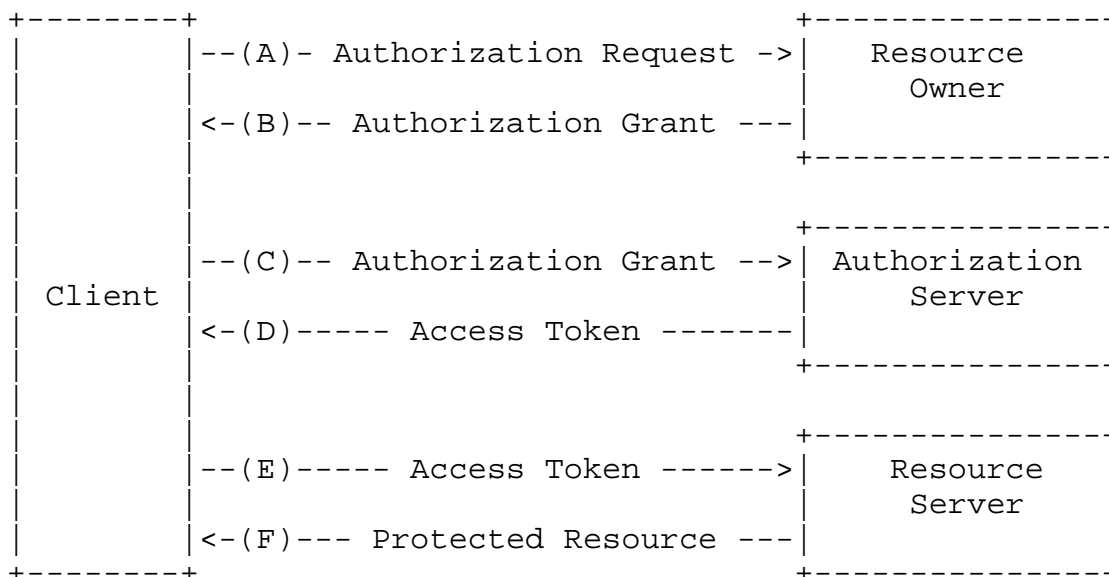 +--------+                               +---------------
|        |--(A)- Authorization Request ->|   Resource
|        |                               |     Owner
|        |<-(B)-- Authorization Grant ---|
|        |                               +---------------
|        |
|        |                               +---------------
|        |--(C)-- Authorization Grant -->| Authorization
| Client |                               |     Server
|        |<-(D)----- Access Token -------|
|        |                               +---------------
|        |
|        |                               +---------------
|        |--(E)----- Access Token ------>|    Resource
|        |                               |     Server
|        |<-(F)--- Protected Resource ---|
+--------+                               +---------------